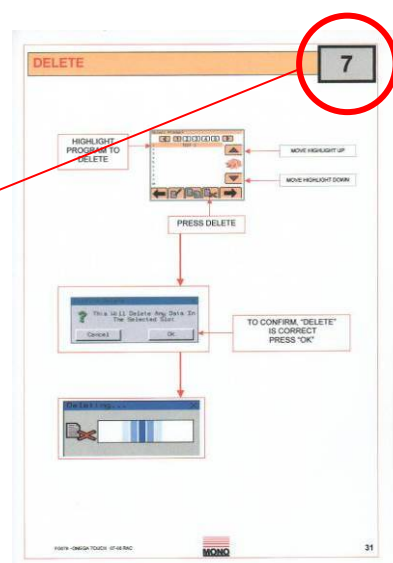 DELETE
7
HIGHLIGHT
PROGRAM TO
DELETE
MOVE HIGHLIGHT UP
MOVE HIGHLIGHT DOWN
PRESS DELETE
This Will Delete Any Data In
The Selected Slot
Cancel
OK
TO CONFIRM, "DELETE"
IS CORRECT
PRESS "OK"
Deleting...
MONO
31